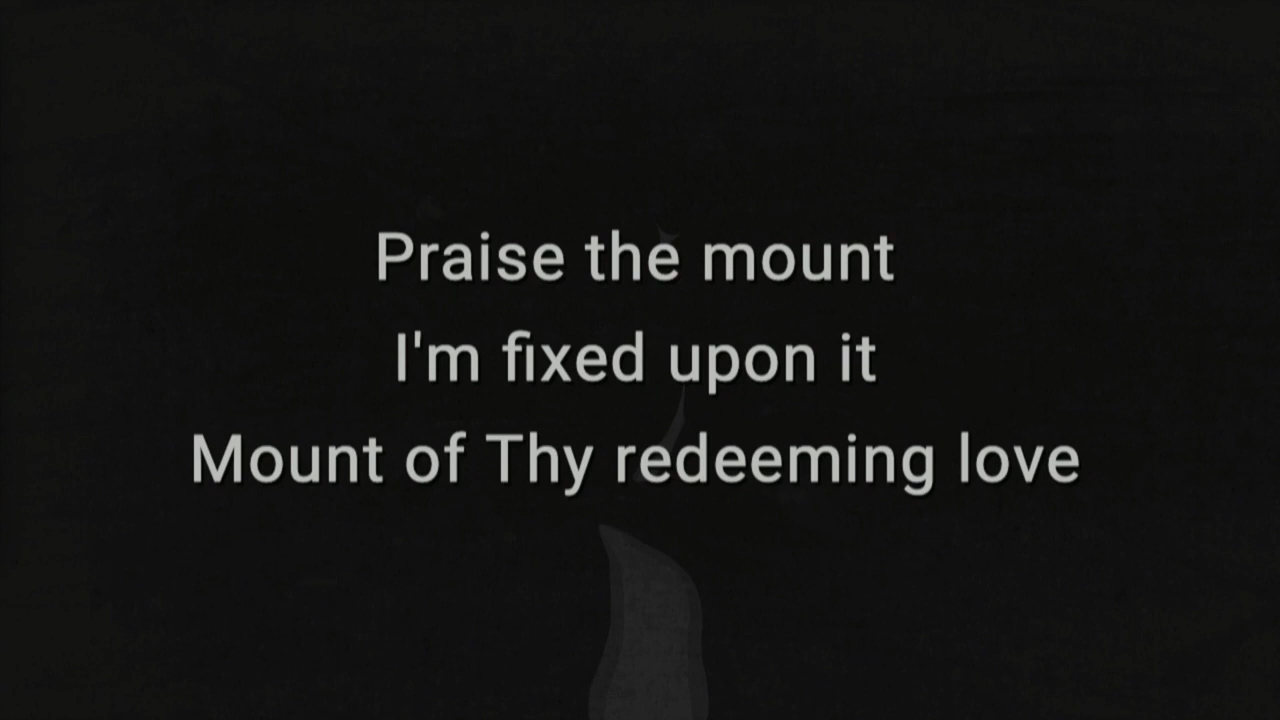 Praise the mount
I'm fixed upon it
Mount of Thy redeeming love